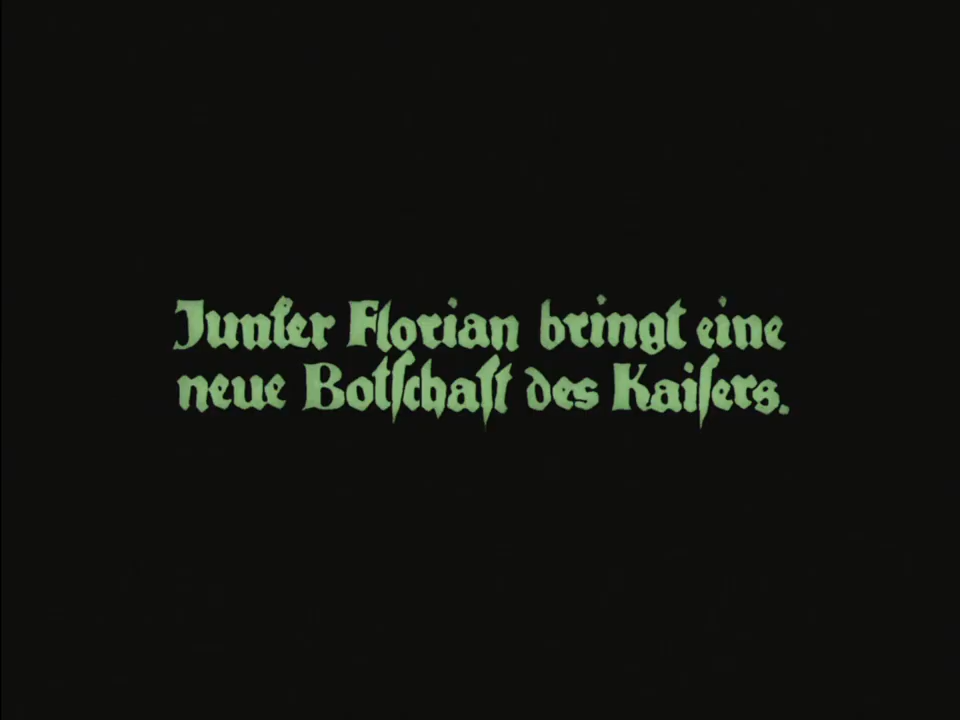 Junker Florian bringt eine
neue Botschaft des Kaisers.